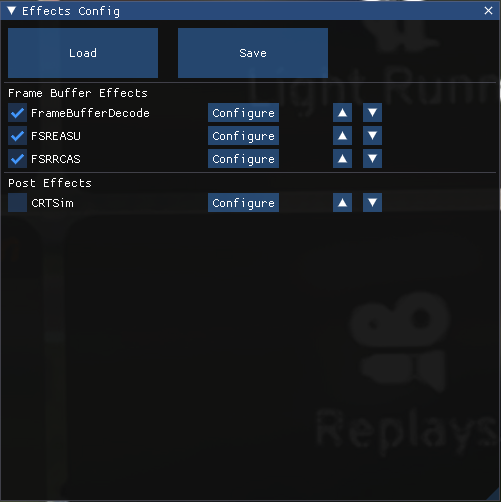 Effects Config
Load Save
Light Runn
Frame Buffer Effects
FrameBufferDecode Configure
FSREASU Configure
FSRRCAS Configure
Post Effects
CRTSim Configure
Replays